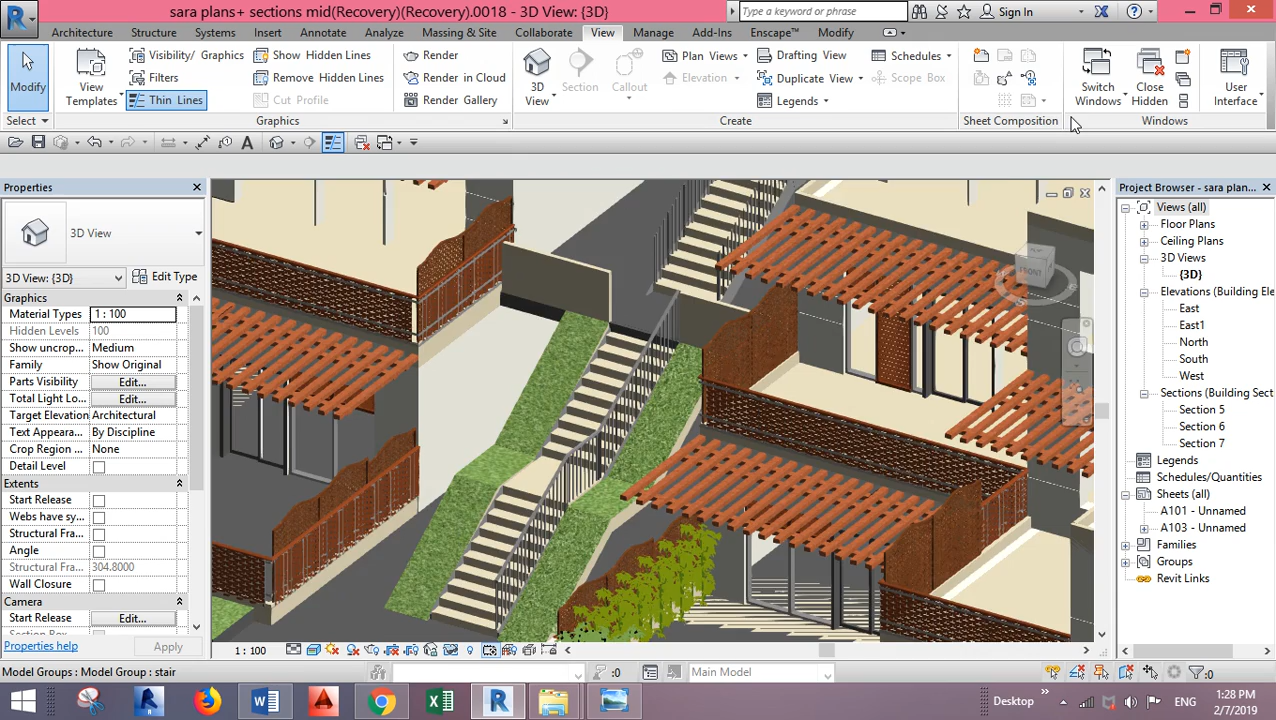 sara plans+ sections mid(Recovery)(Recovery).0018 - 3D View: {3D}
Type a keyword or phrase
Sign In
Architecture Structure Systems Insert Annotate Analyze Massing & Site Collaborate View Manage Add-Ins Enscape™ Modify
Modify
Select
View Templates
Visibility/ Graphics
Filters
Thin Lines
Show Hidden Lines
Remove Hidden Lines
Cut Profile
Graphics
Render
Render in Cloud
Render Gallery
3D View
Section
Callout
Plan Views
Elevation
Drafting View
Duplicate View
Legends
Schedules
Scope Box
Create
Sheet Composition
Switch Windows
Close Hidden
User Interface
Windows
Properties
3D View
3D View: {3D}
Edit Type
Graphics
Material Types 1 : 100
Hidden Levels 100
Show uncrop... Medium
Family Show Original
Parts Visibility Edit...
Total Light Lo... Edit...
Target Elevation Architectural
Text Appeara... By Discipline
Crop Region ... None
Detail Level
Extents
Start Release
Webs have sy...
Structural Fra...
Angle
Structural Fra... 304.8000
Wall Closure
Camera
Start Release Edit...
Section Box
Properties help
Apply
FRONT
S
1 : 100
Project Browser - sara plan...
Views (all)
Floor Plans
Ceiling Plans
3D Views
{3D}
Elevations (Building Ele
East
East1
North
South
West
Sections (Building Sect
Section 5
Section 6
Section 7
Legends
Schedules/Quantities
Sheets (all)
A101 - Unnamed
A103 - Unnamed
Families
Groups
Revit Links
Model Groups : Model Group : stair
:0
Main Model
:0
Desktop
ENG
1:28 PM
2/7/2019